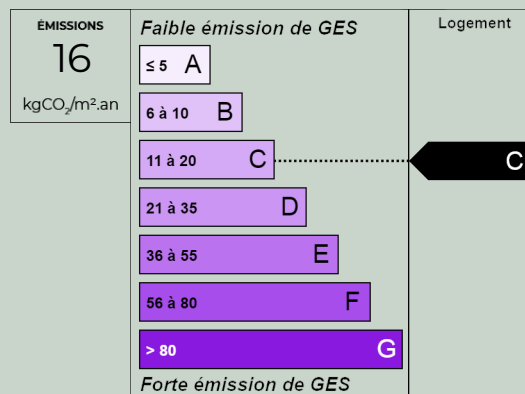 ÉMISSIONS
16
kgCO₂/m².an
Faible émission de GES
≤ 5 A
6 à 10 B
11 à 20 C
21 à 35 D
36 à 55 E
56 à 80 F
> 80 G
Forte émission de GES
Logement
C